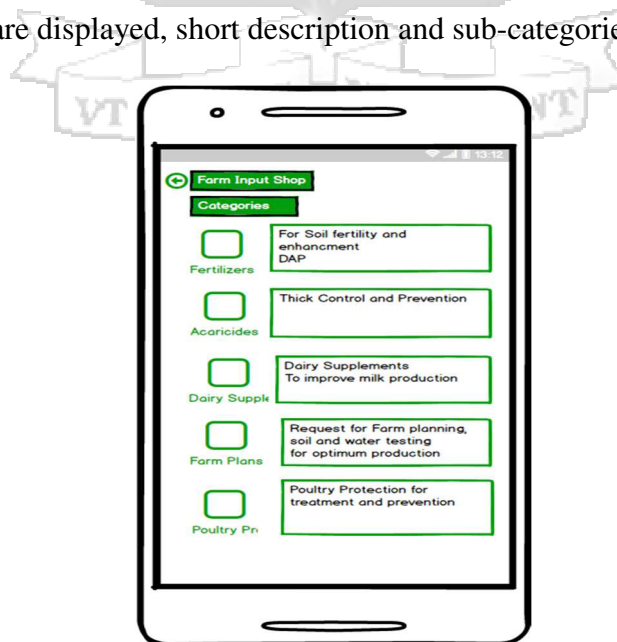 are displayed, short description and sub-categorie
VT
NT
13:12
Farm Input Shop
Categories
For Soil fertility and
enhancment
DAP
Fertilizers
Thick Control and Prevention
Acaricides
Dairy Supplements
To improve milk production
Dairy Supple
Request for Farm planning,
soil and water testing
for optimum production
Farm Plans
Poultry Protection for
treatment and prevention
Poultry Pr